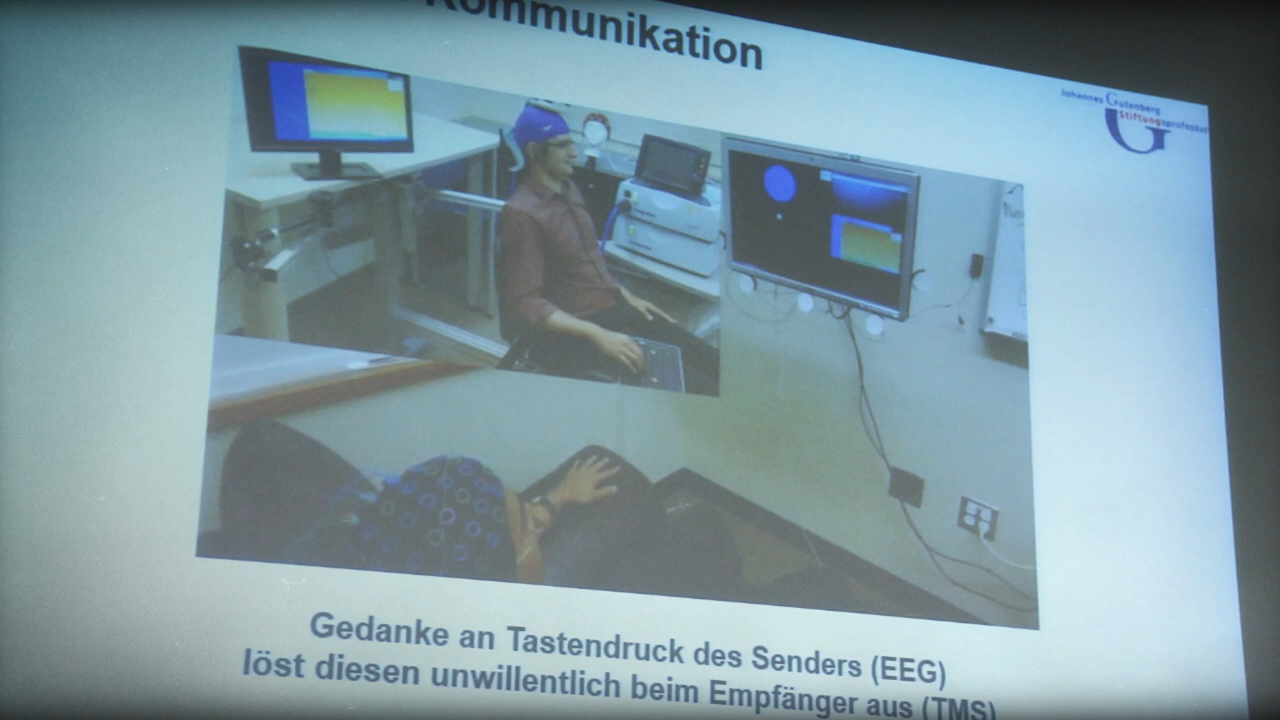 Kommunikation
Johannes Gutenberg
Stiftungsprofessur
Gedanke an Tastendruck des Senders (EEG)
löst diesen unwillentlich beim Empfänger aus (TMS)